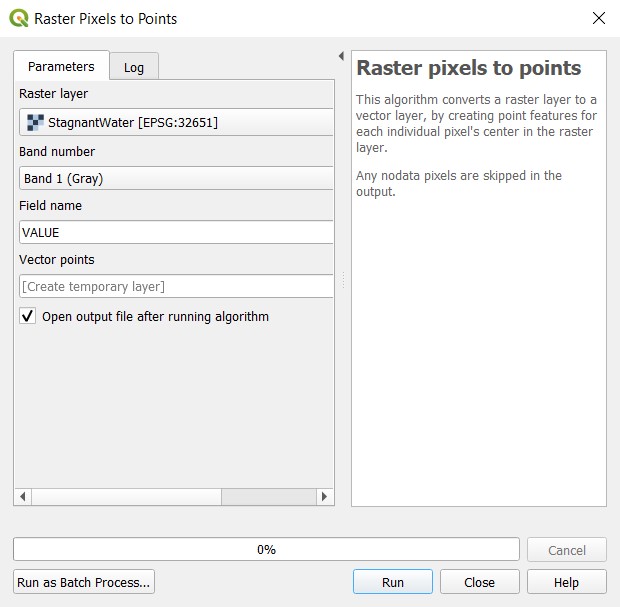 Raster Pixels to Points
Parameters
Log
Raster layer
StagnantWater [EPSG:32651]
Band number
Band 1 (Gray)
Field name
VALUE
Vector points
[Create temporary layer]
Open output file after running algorithm
Raster pixels to points
This algorithm converts a raster layer to a
vector layer, by creating point features for
each individual pixel's center in the raster
layer.
Any nodata pixels are skipped in the
output.
0%
Cancel
Run as Batch Process...
Run
Close
Help